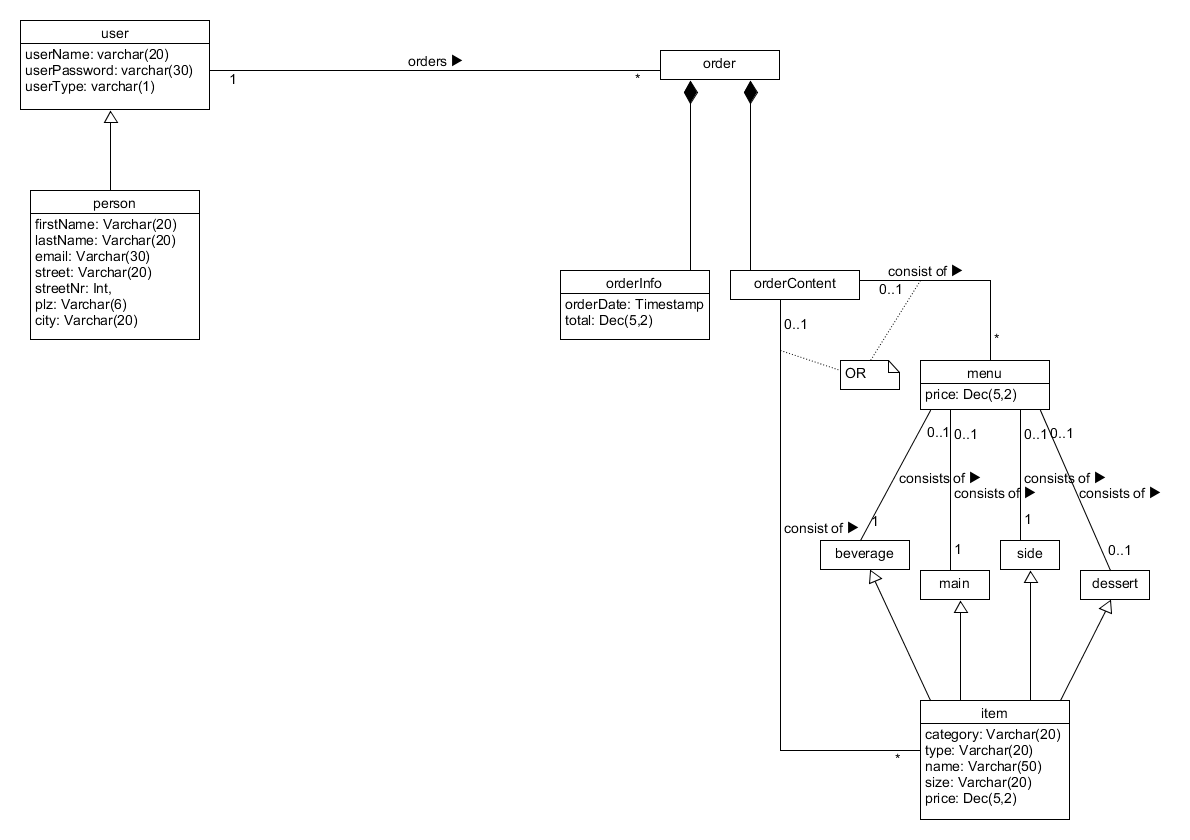 user
userName: varchar(20)
userPassword: varchar(30)
userType: varchar(1)
orders ▶
1
*
order
person
firstName: Varchar(20)
lastName: Varchar(20)
email: Varchar(30)
street: Varchar(20)
streetNr: Int,
plz: Varchar(6)
city: Varchar(20)
orderInfo
orderDate: Timestamp
total: Dec(5,2)
orderContent
consist of ▶
0..1
0..1
*
OR
menu
price: Dec(5,2)
0..1
0..1
0..1
0..1
consists of ▶
consists of ▶
consists of ▶
consists of ▶
consist of ▶
1
1
1
0..1
beverage
main
side
dessert
item
category: Varchar(20)
type: Varchar(20)
name: Varchar(50)
size: Varchar(20)
price: Dec(5,2)
*